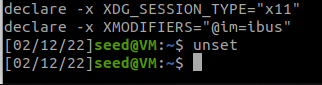 declare -x XDG_SESSION_TYPE="x11"
declare -x XMODIFIERS="@im=ibus"
[02/12/22]seed@VM:~$ unset
[02/12/22]seed@VM:~$